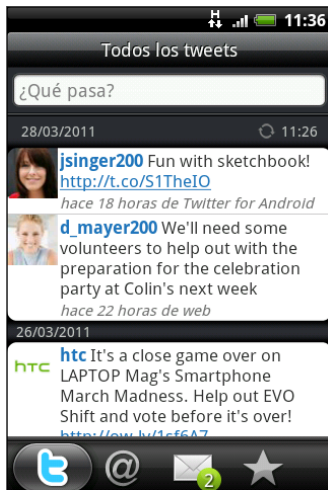 H 11:36
Todos los tweets
¿Qué pasa?
28/03/2011 11:26
jsinger200 Fun with sketchbook!
http://t.co/S1TheIO
hace 18 horas de Twitter for Android
d_mayer200 We'll need some
volunteers to help out with the
preparation for the celebration
party at Colin's next week
hace 22 horas de web
26/03/2011
htc
htc It's a close game over on
LAPTOP Mag's Smartphone
March Madness. Help out EVO
Shift and vote before it's over!
http://ow.ly/1sf6A7
@ 2